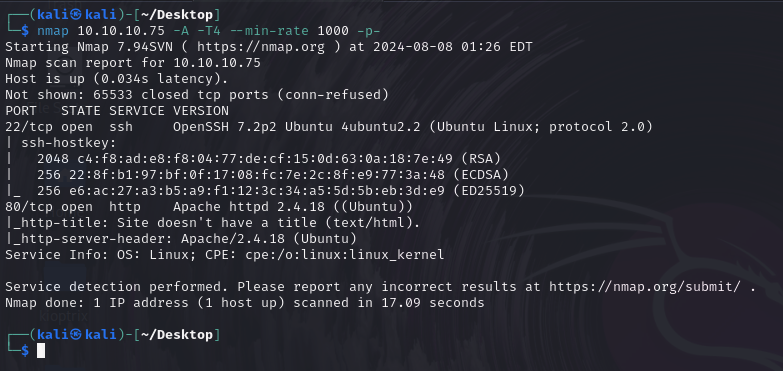 ┌──(kali㉿kali)-[~/Desktop]
└─$ nmap 10.10.10.75 -A -T4 --min-rate 1000 -p-
Starting Nmap 7.94SVN ( https://nmap.org ) at 2024-08-08 01:26 EDT
Nmap scan report for 10.10.10.75
Host is up (0.034s latency).
Not shown: 65533 closed tcp ports (conn-refused)
PORT   STATE SERVICE VERSION
22/tcp open  ssh     OpenSSH 7.2p2 Ubuntu 4ubuntu2.2 (Ubuntu Linux; protocol 2.0)
| ssh-hostkey:
|   2048 c4:f8:ad:e8:f8:04:77:de:cf:15:0d:63:0a:18:7e:49 (RSA)
|   256 22:8f:b1:97:bf:0f:17:08:fc:7e:2c:8f:e9:77:3a:48 (ECDSA)
|_  256 e6:ac:27:a3:b5:a9:f1:12:3c:34:a5:5d:5b:eb:3d:e9 (ED25519)
80/tcp open  http    Apache httpd 2.4.18 ((Ubuntu))
|_http-title: Site doesn't have a title (text/html).
|_http-server-header: Apache/2.4.18 (Ubuntu)
Service Info: OS: Linux; CPE: cpe:/o:linux:linux_kernel
Service detection performed. Please report any incorrect results at https://nmap.org/submit/ .
Nmap done: 1 IP address (1 host up) scanned in 17.09 seconds
┌──(kali㉿kali)-[~/Desktop]
└─$